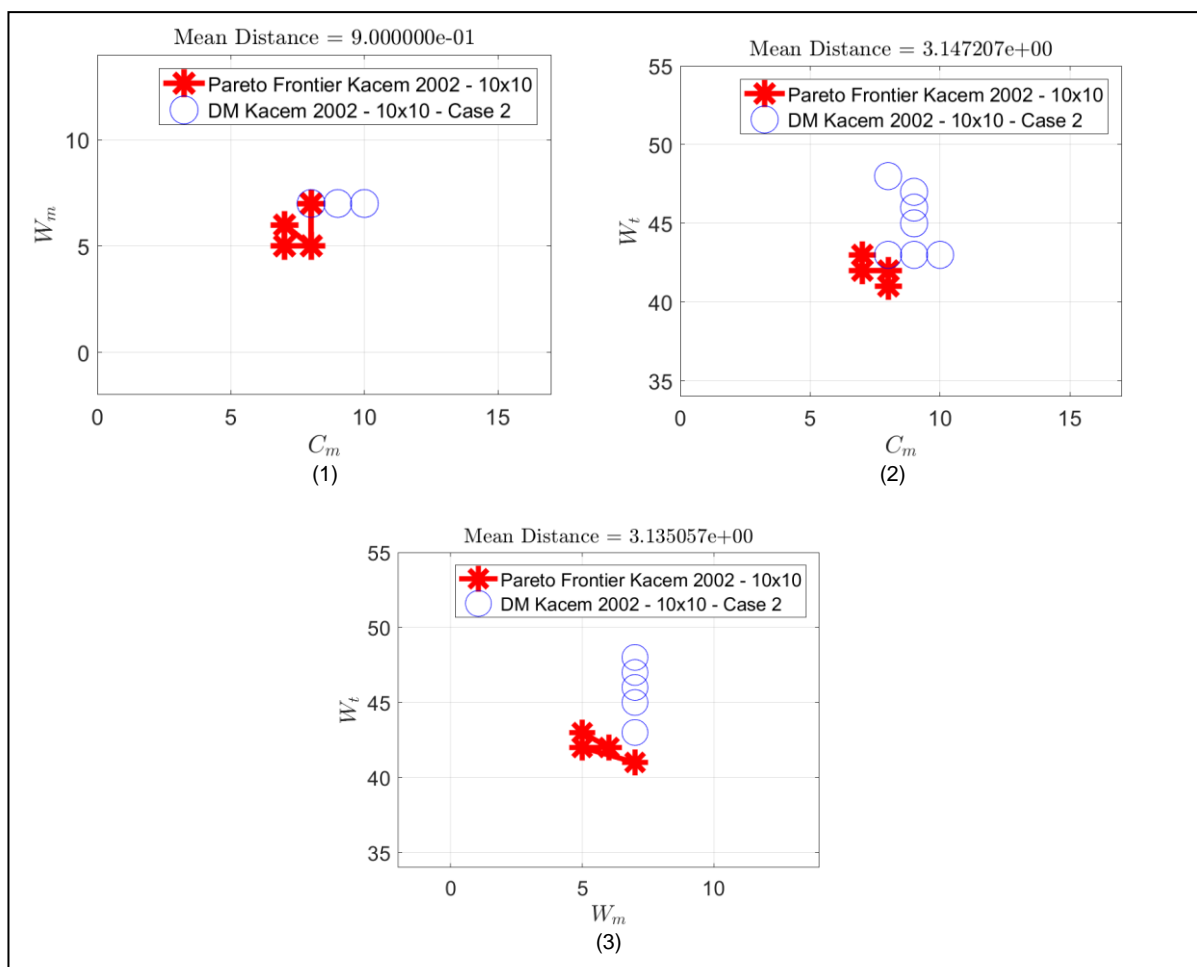 Mean Distance = 9.000000e-01
Pareto Frontier Kacem 2002 - 10x10
DM Kacem 2002 - 10x10 - Case 2
10
5
0
W_m
0 5 10 15
C_m
(1)
Mean Distance = 3.147207e+00
55
Pareto Frontier Kacem 2002 - 10x10
DM Kacem 2002 - 10x10 - Case 2
50
45
40
35
W_t
0 5 10 15
C_m
(2)
Mean Distance = 3.135057e+00
55
Pareto Frontier Kacem 2002 - 10x10
DM Kacem 2002 - 10x10 - Case 2
50
45
40
35
W_t
0 5 10
W_m
(3)